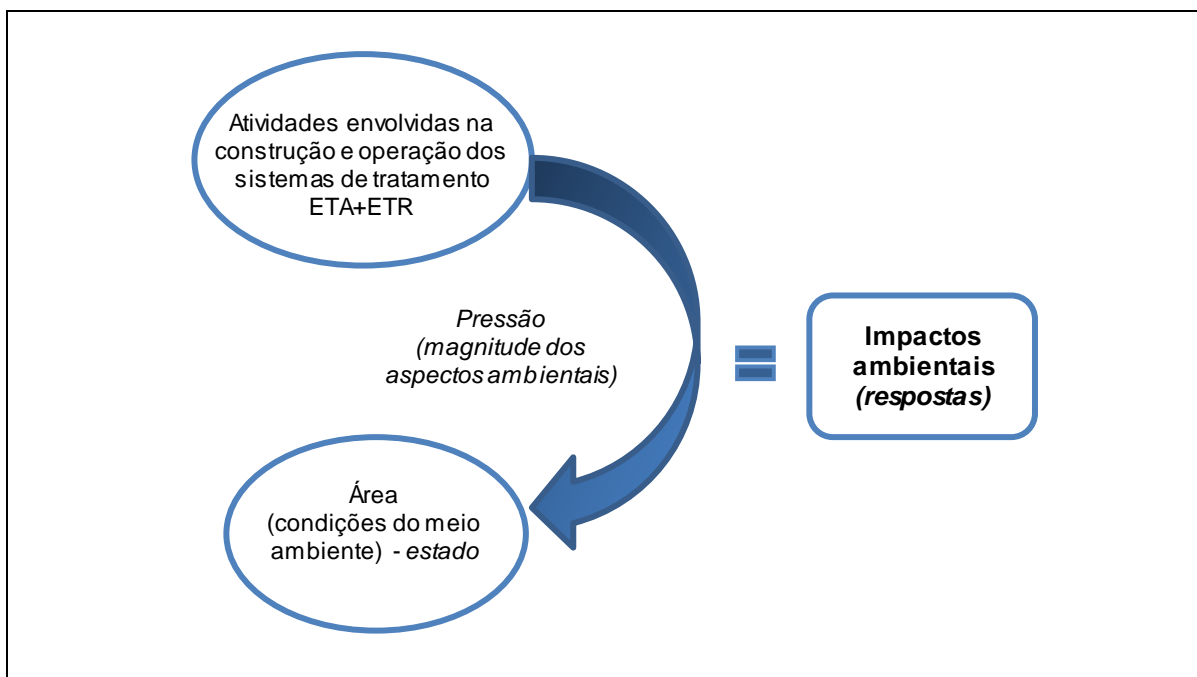 Atividades envolvidas na
construção e operação dos
sistemas de tratamento
ETA+ETR
Pressão
(magnitude dos
aspectos ambientais)
Impactos
ambientais
(respostas)
Área
(condições do meio
ambiente) - estado